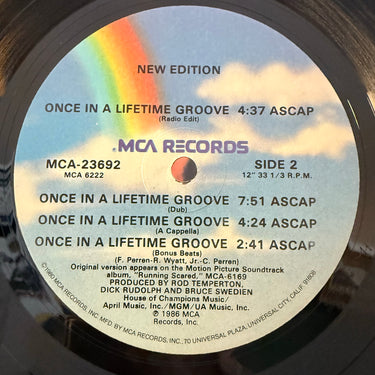 NEW EDITION
ONCE IN A LIFETIME GROOVE 4:37 ASCAP
(Radio Edit)
MCA RECORDS
MCA-23692 SIDE 2
MCA 6222 12" 33 1/3 R.P.M.
ONCE IN A LIFETIME GROOVE 7:51 ASCAP
(Dub)
ONCE IN A LIFETIME GROOVE 4:24 ASCAP
(A Cappella)
ONCE IN A LIFETIME GROOVE 2:41 ASCAP
(Bonus Beats)
(F. Perren-R. Wyatt, Jr.-C. Perren)
Original version appears on the Motion Picture Soundtrack
album, "Running Scared," MCA-6169
PRODUCED BY ROD TEMPERTON,
DICK RUDOLPH AND BRUCE SWEDIEN
House of Champions Music/
April Music, Inc./MGM/UA Music, Inc.
℗ 1986 MCA
Records, Inc.
©1980 MCA RECORDS, INC. MFG BY MCA RECORDS, INC., 70 UNIVERSAL PLAZA, UNIVERSAL CITY, CALIF. 91608